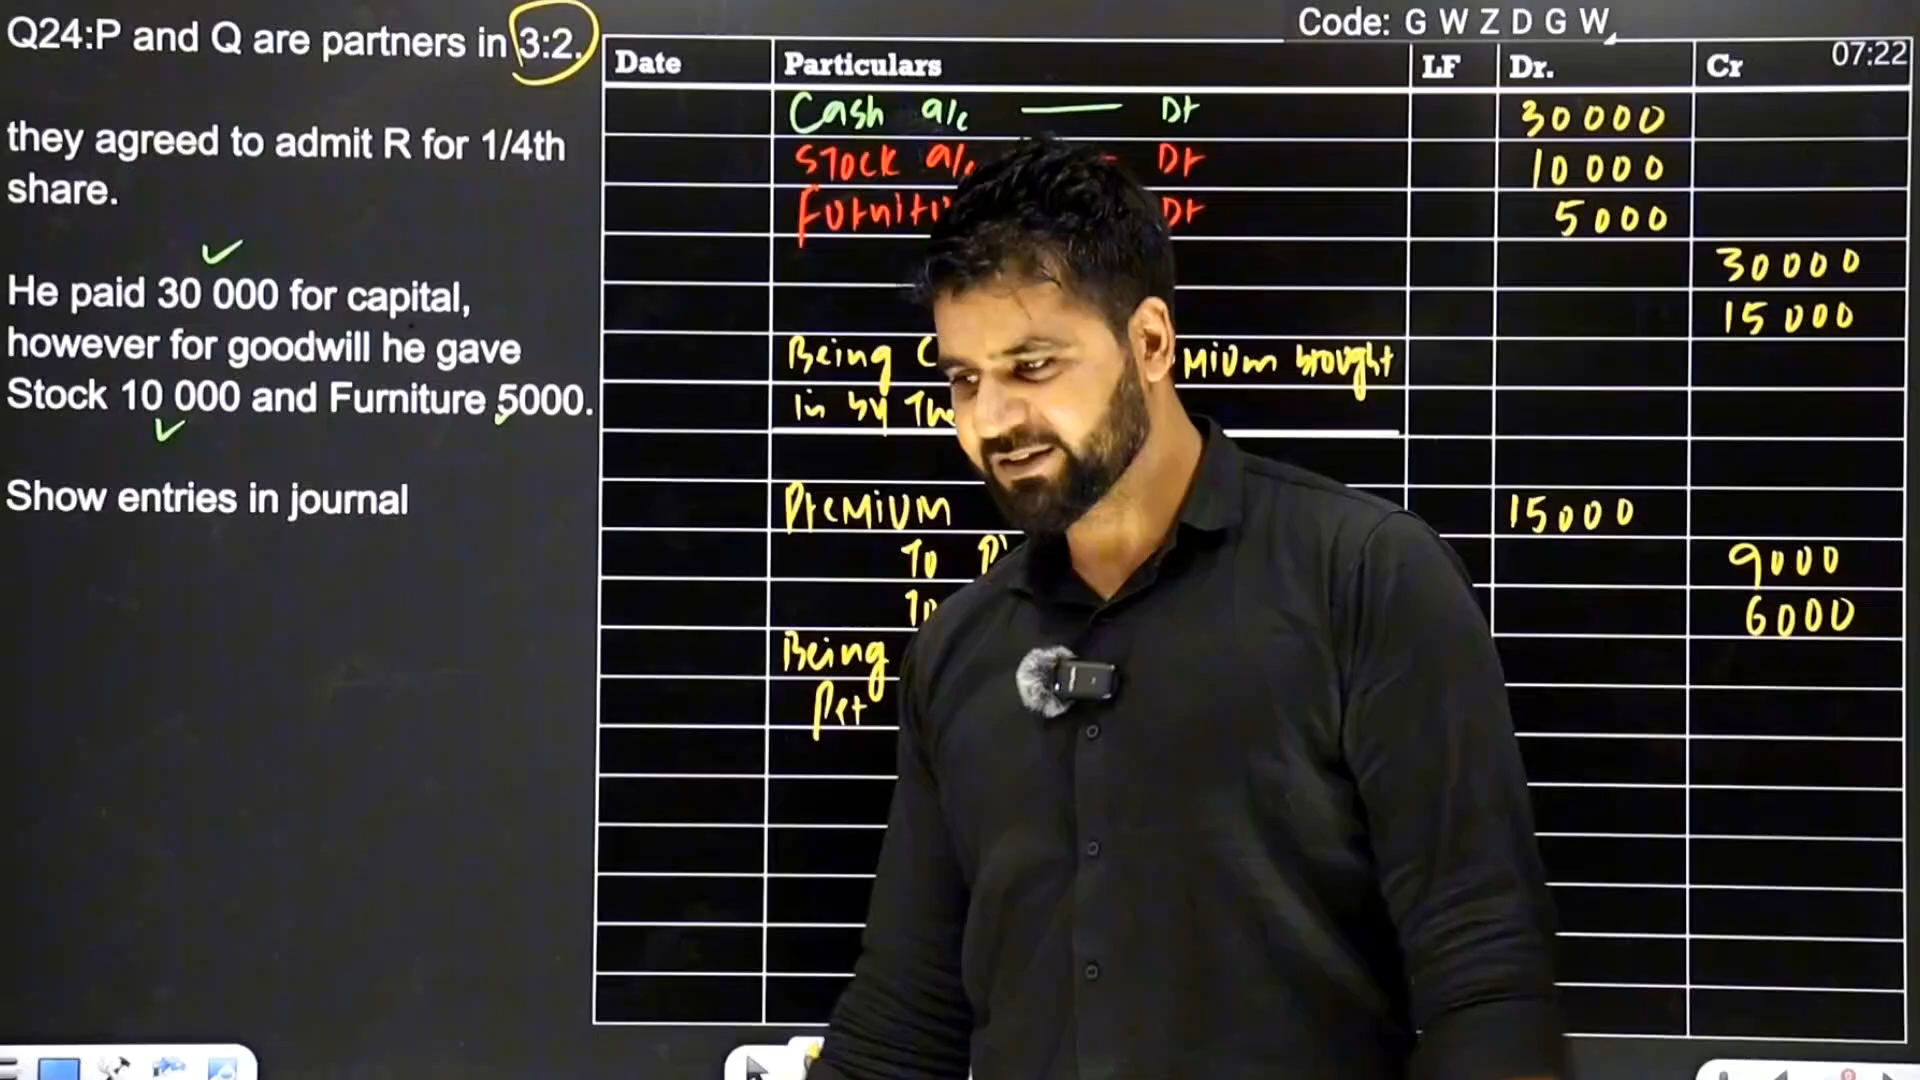 Q24:P and Q are partners in 3:2.
they agreed to admit R for 1/4th
share.
He paid 30 000 for capital,
however for goodwill he gave
Stock 10 000 and Furniture 5000.
Show entries in journal
Code: G W Z D G W
07:22
Date Particulars LF Dr. Cr
Cash a/c Dr 30000
Stock a/c Dr 10000
Dr 5000
30000
15000
Being brought
in by
Premium 15000
To 9000
To 6000
Being